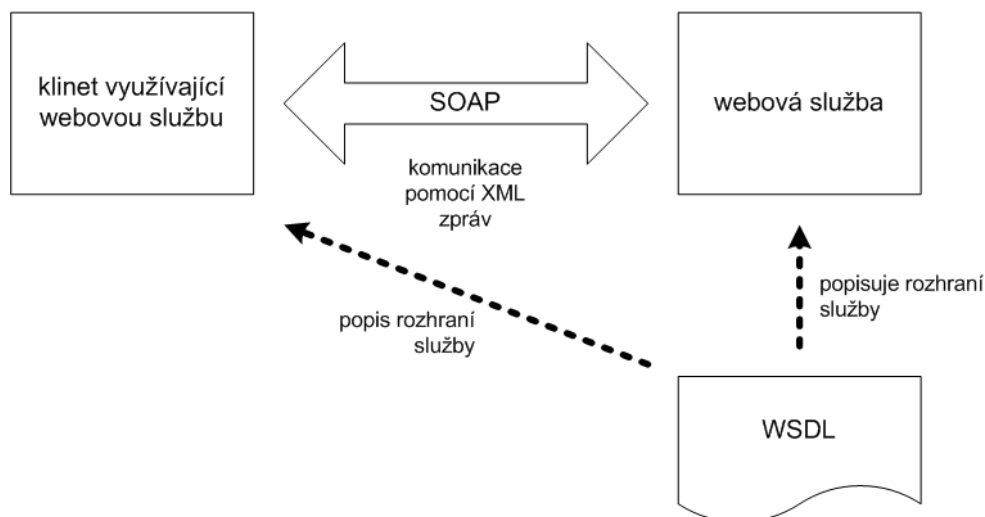 klinet využívající
webovou službu
SOAP
webová služba
komunikace
pomocí XML
zpráv
popis rozhraní
služby
popisuje rozhraní
služby
WSDL